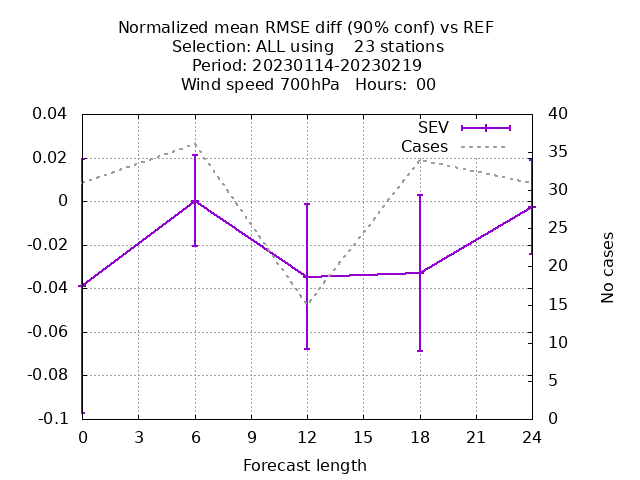 Normalized mean RMSE diff (90% conf) vs REF
Selection: ALL using    23 stations
Period: 20230114-20230219
Wind speed 700hPa   Hours:  00
0.04
0.02
0
-0.02
-0.04
-0.06
-0.08
-0.1
SEV
Cases
40
35
30
25
20
15
10
5
0
No cases
0 3 6 9 12 15 18 21 24
Forecast length